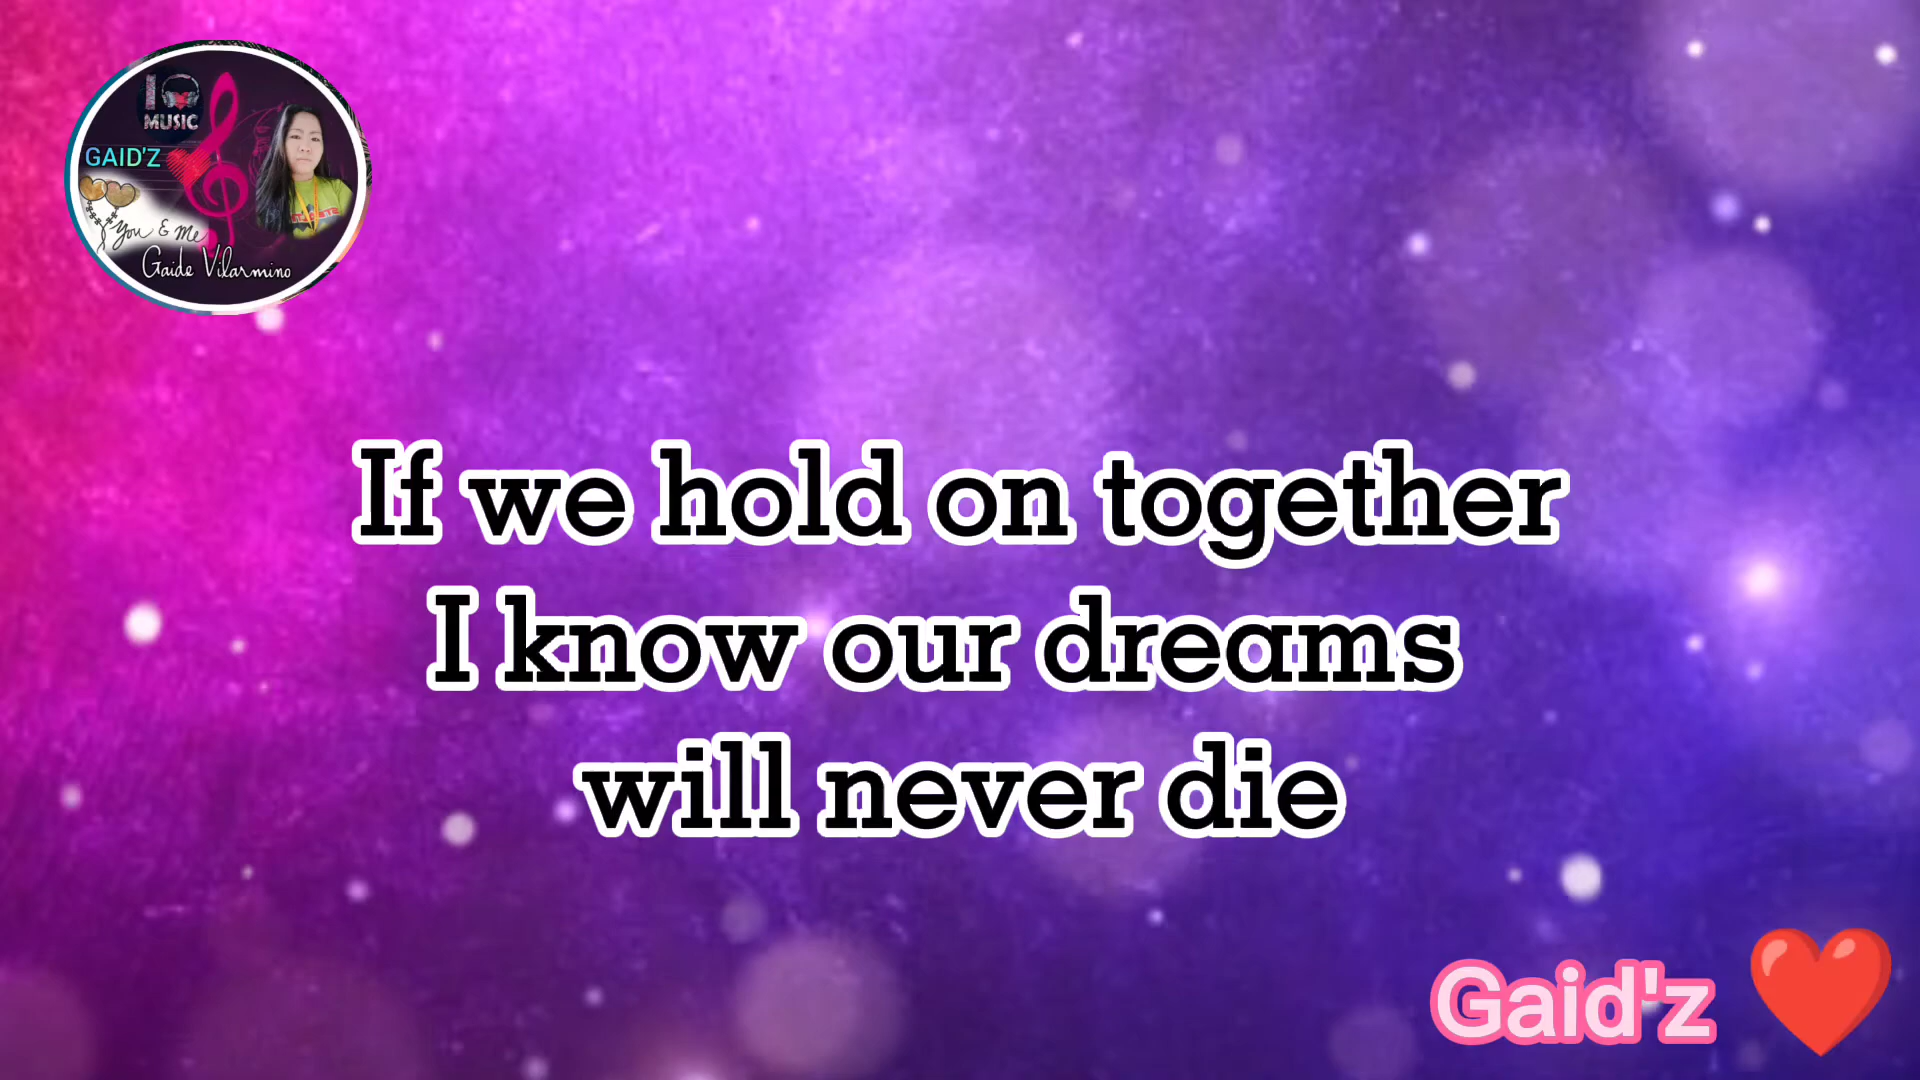 I
MUSIC
GAID'Z
You & Me
Gaide Vilarmino
If we hold on together
I know our dreams
will never die
Gaid'z